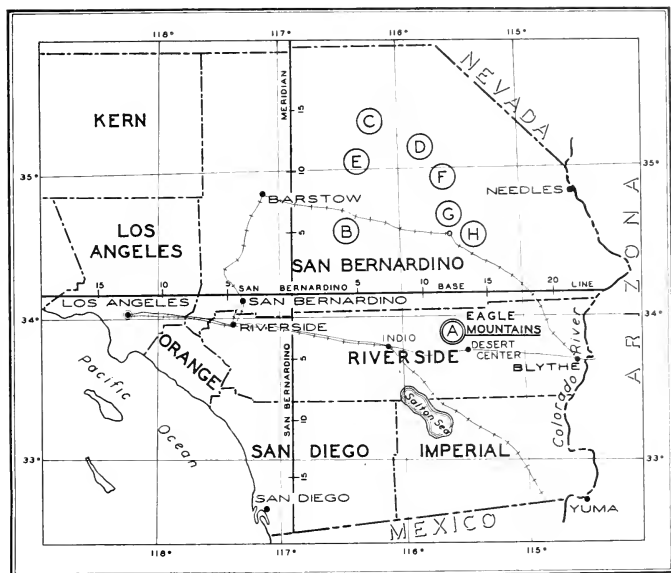 118° 117° 116° 115°
NEVADA
MERIDIAN
15
KERN
C
D
E
10
F
35° 35°
NEEDLES
BARSTOW
G
LOS ANGELES
B
5
H
SAN BERNARDINO
ARIZONA
5 SAN BERNARDINO 5 BASE 10 15 20 LINE
LOS ANGELES
SAN BERNARDINO
34° 34°
A
EAGLE MOUNTAINS
RIVERSIDE
INDIO
DESERT CENTER
ORANGE
RIVERSIDE
5
BLYTHE
Colorado River
Pacific Ocean
SAN BERNARDINO
Salton Sea
10
SAN DIEGO
IMPERIAL
33° 33°
15
SAN DIEGO
YUMA
MEXICO
118° 117° 116° 115°